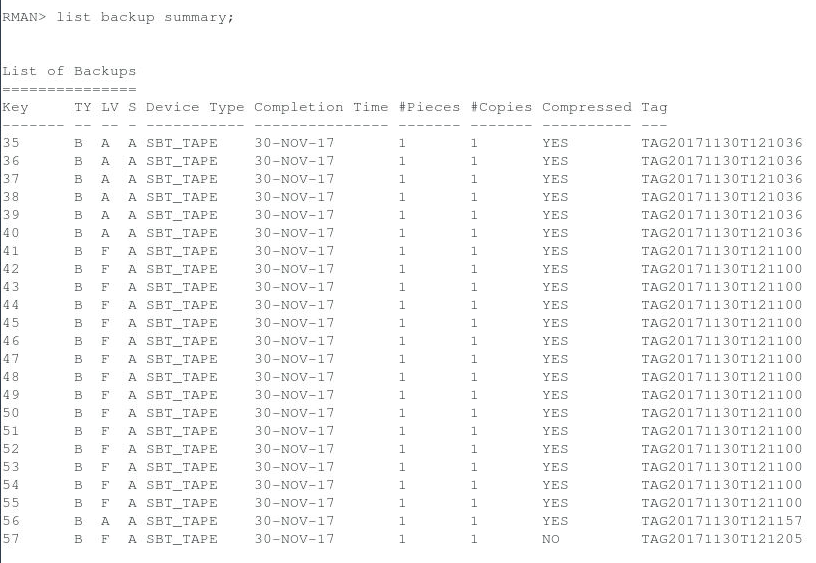 RMAN> list backup summary;
List of Backups
===============
Key     TY LV S Device Type Completion Time #Pieces #Copies Compressed Tag
------- -- -- - ----------- --------------- ------- ------- ---------- ---
35      B  A  A SBT_TAPE    30-NOV-17       1       1       YES        TAG20171130T121036
36      B  A  A SBT_TAPE    30-NOV-17       1       1       YES        TAG20171130T121036
37      B  A  A SBT_TAPE    30-NOV-17       1       1       YES        TAG20171130T121036
38      B  A  A SBT_TAPE    30-NOV-17       1       1       YES        TAG20171130T121036
39      B  A  A SBT_TAPE    30-NOV-17       1       1       YES        TAG20171130T121036
40      B  A  A SBT_TAPE    30-NOV-17       1       1       YES        TAG20171130T121036
41      B  F  A SBT_TAPE    30-NOV-17       1       1       YES        TAG20171130T121100
42      B  F  A SBT_TAPE    30-NOV-17       1       1       YES        TAG20171130T121100
43      B  F  A SBT_TAPE    30-NOV-17       1       1       YES        TAG20171130T121100
44      B  F  A SBT_TAPE    30-NOV-17       1       1       YES        TAG20171130T121100
45      B  F  A SBT_TAPE    30-NOV-17       1       1       YES        TAG20171130T121100
46      B  F  A SBT_TAPE    30-NOV-17       1       1       YES        TAG20171130T121100
47      B  F  A SBT_TAPE    30-NOV-17       1       1       YES        TAG20171130T121100
48      B  F  A SBT_TAPE    30-NOV-17       1       1       YES        TAG20171130T121100
49      B  F  A SBT_TAPE    30-NOV-17       1       1       YES        TAG20171130T121100
50      B  F  A SBT_TAPE    30-NOV-17       1       1       YES        TAG20171130T121100
51      B  F  A SBT_TAPE    30-NOV-17       1       1       YES        TAG20171130T121100
52      B  F  A SBT_TAPE    30-NOV-17       1       1       YES        TAG20171130T121100
53      B  F  A SBT_TAPE    30-NOV-17       1       1       YES        TAG20171130T121100
54      B  F  A SBT_TAPE    30-NOV-17       1       1       YES        TAG20171130T121100
55      B  F  A SBT_TAPE    30-NOV-17       1       1       YES        TAG20171130T121100
56      B  A  A SBT_TAPE    30-NOV-17       1       1       YES        TAG20171130T121157
57      B  F  A SBT_TAPE    30-NOV-17       1       1       NO         TAG20171130T121205